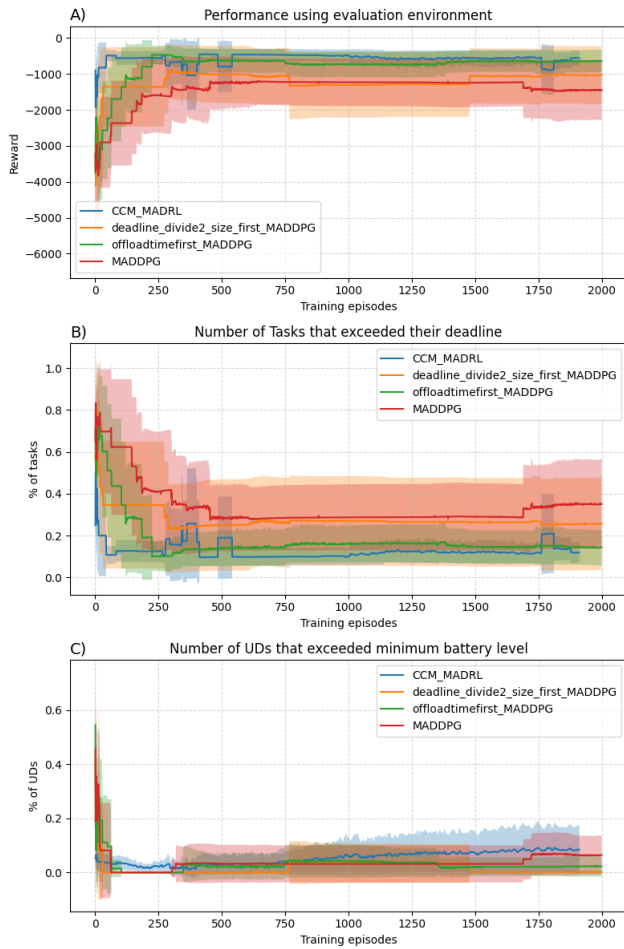 A)
Performance using evaluation environment
Reward
0
−1000
−2000
−3000
−4000
−5000
−6000
CCM_MADRL
deadline_divide2_size_first_MADDPG
offloadtimefirst_MADDPG
MADDPG
0 250 500 750 1000 1250 1500 1750 2000
Training episodes
B)
Number of Tasks that exceeded their deadline
% of tasks
1.0
0.8
0.6
0.4
0.2
0.0
CCM_MADRL
deadline_divide2_size_first_MADDPG
offloadtimefirst_MADDPG
MADDPG
0 250 500 750 1000 1250 1500 1750 2000
Training episodes
C)
Number of UDs that exceeded minimum battery level
% of UDs
0.6
0.4
0.2
0.0
CCM_MADRL
deadline_divide2_size_first_MADDPG
offloadtimefirst_MADDPG
MADDPG
0 250 500 750 1000 1250 1500 1750 2000
Training episodes